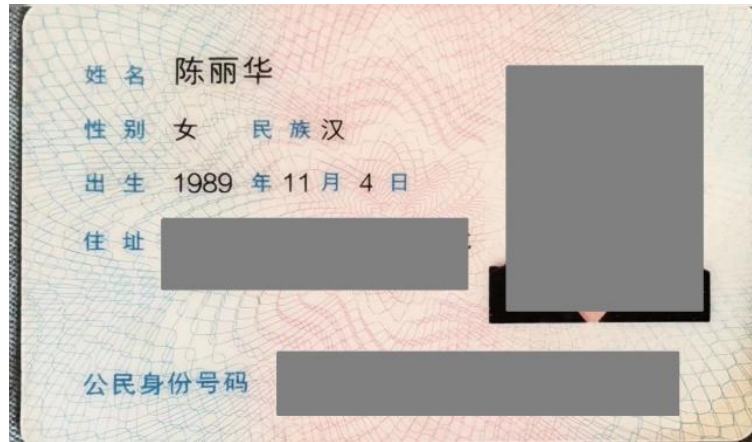 姓名 陈丽华
性别 女 民族 汉
出生 1989 年 11 月 4 日
住址
公民身份号码